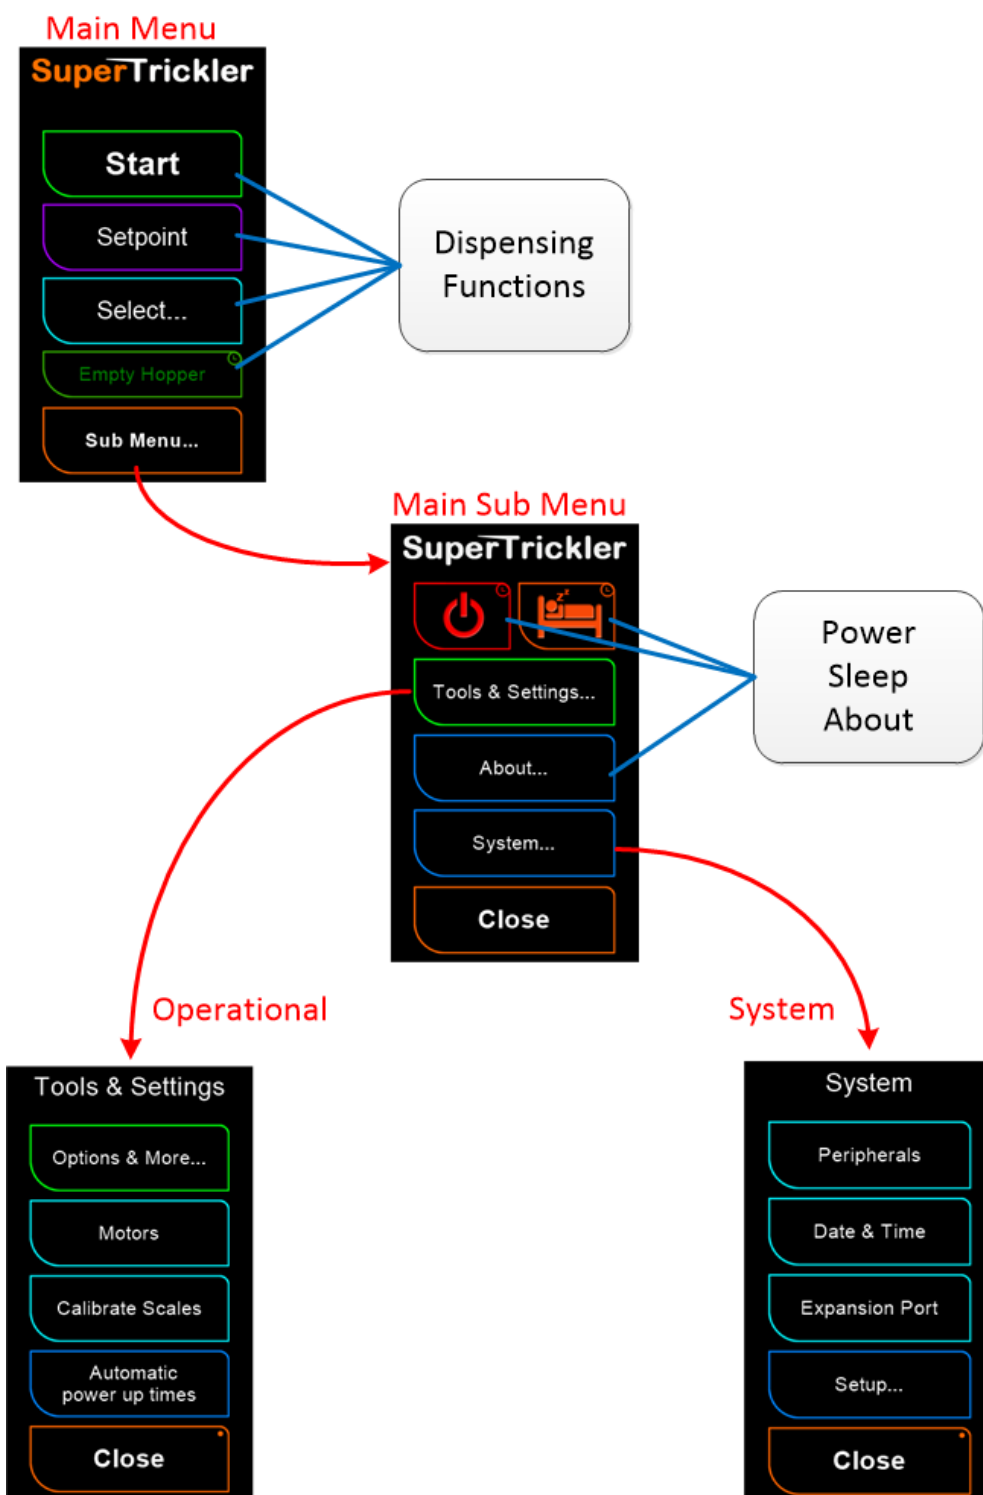 Main Menu
SuperTrickler
Start
Setpoint
Select...
Empty Hopper
Sub Menu...
Dispensing
Functions
Main Sub Menu
SuperTrickler
zz
Tools & Settings...
About...
System...
Close
Power
Sleep
About
Operational
System
Tools & Settings
Options & More...
Motors
Calibrate Scales
Automatic
power up times
Close
System
Peripherals
Date & Time
Expansion Port
Setup...
Close